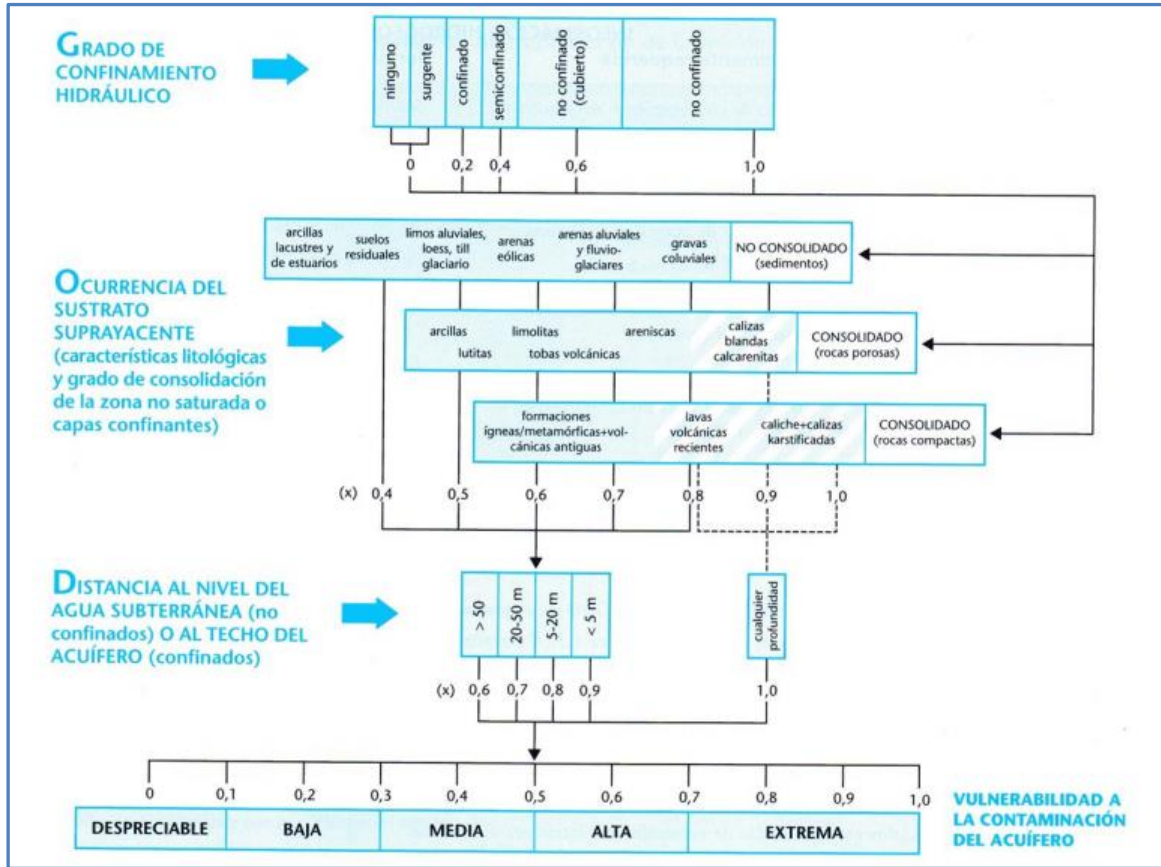 GRADO DE
CONFINAMIENTO
HIDRÁULICO
ninguno
surgente
confinado
semiconfinado
no confinado
(cubierto)
no confinado
0
0,2
0,4
0,6
1,0
OCURRENCIA DEL
SUSTRATO
SUPRAYACENTE
(características litológicas
y grado de consolidación
de la zona no saturada o
capas confinantes)
arcillas
lacustres y
de estuarios
suelos
residuales
limos aluviales,
loess, till
glaciario
arenas
eólicas
arenas aluviales
y fluvio-
glaciares
gravas
coluviales
NO CONSOLIDADO
(sedimentos)
arcillas
lutitas
limolitas
tobas volcánicas
areniscas
calizas
blandas
calcarenitas
CONSOLIDADO
(rocas porosas)
formaciones
ígneas/metamórficas+vol-
cánicas antiguas
lavas
volcánicas
recientes
caliche+calizas
karstificadas
CONSOLIDADO
(rocas compactas)
(x) 0,4 0,5 0,6 0,7 0,8 0,9 1,0
DISTANCIA AL NIVEL DEL
AGUA SUBTERRÁNEA (no
confinados) O AL TECHO DEL
ACUÍFERO (confinados)
> 50
20-50 m
5-20 m
< 5 m
cualquier
profundidad
(x) 0,6 0,7 0,8 0,9 1,0
0 0,1 0,2 0,3 0,4 0,5 0,6 0,7 0,8 0,9 1,0
DESPRECIABLE BAJA MEDIA ALTA EXTREMA
VULNERABILIDAD A
LA CONTAMINACIÓN
DEL ACUÍFERO